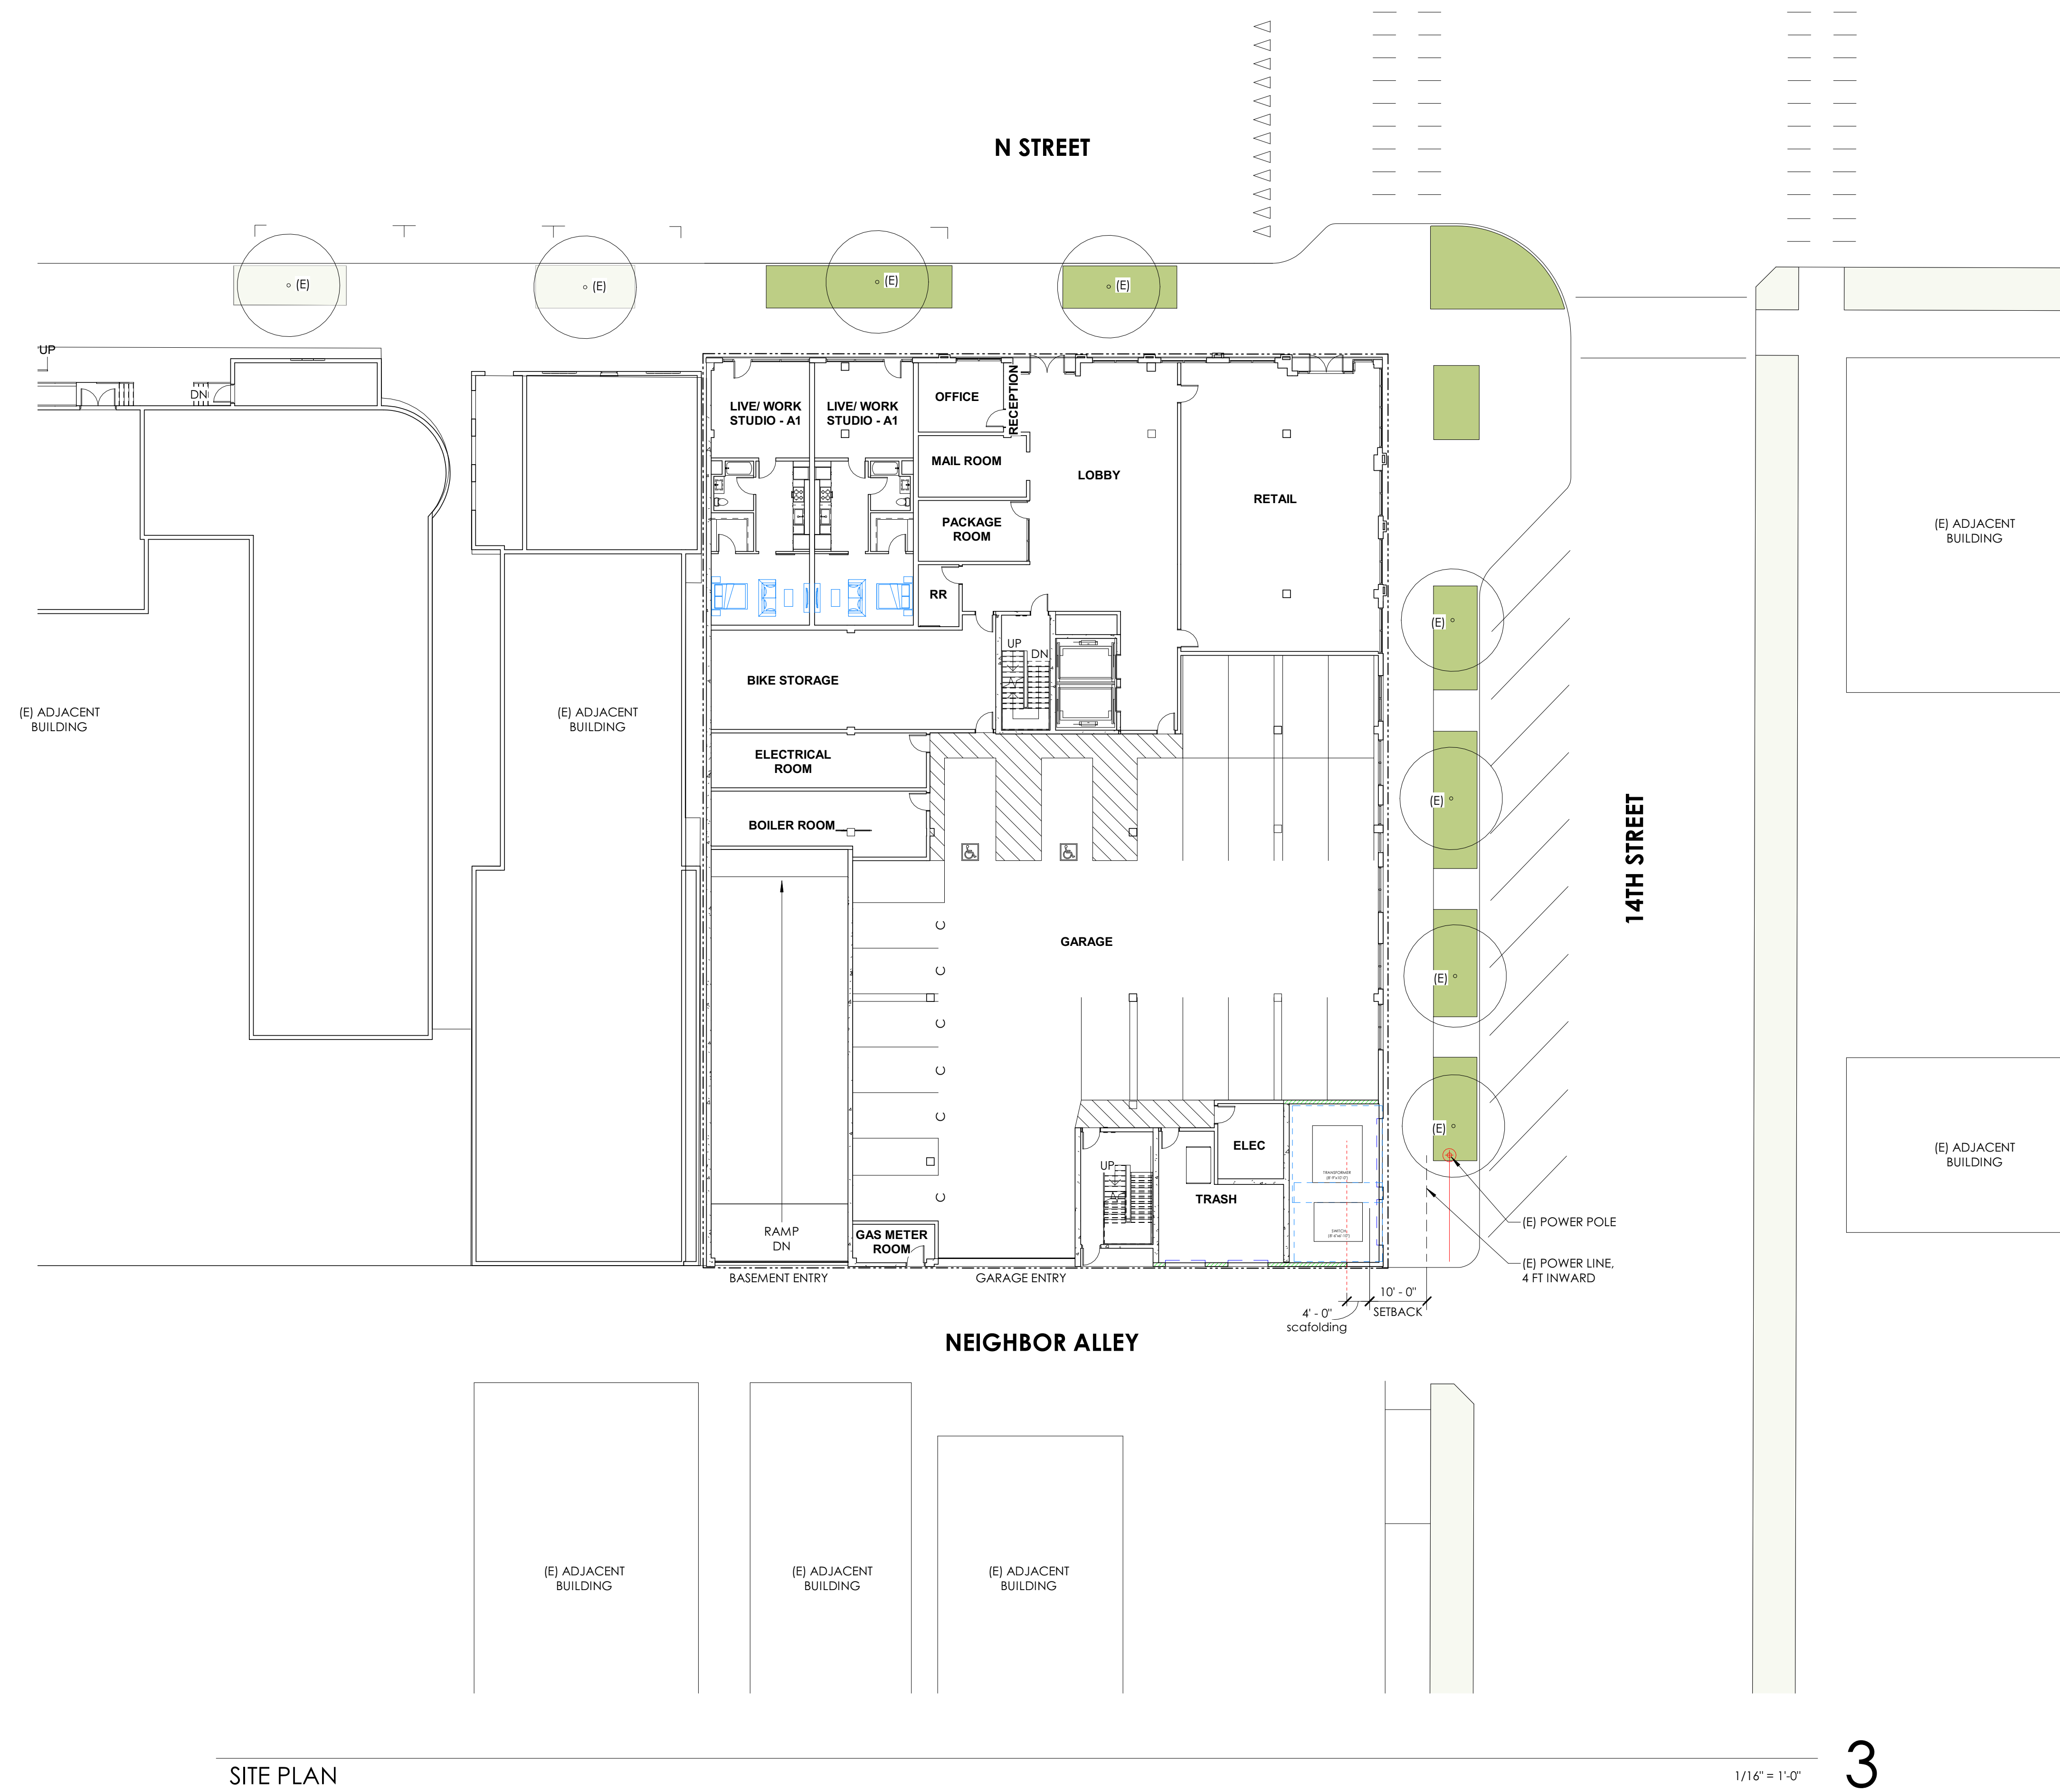 N STREET
(E)
(E)
(E)
(E)
UP
DN
LIVE/ WORK
STUDIO - A1
LIVE/ WORK
STUDIO - A1
OFFICE
RECEPTION
MAIL ROOM
LOBBY
RETAIL
PACKAGE
ROOM
RR
(E) ADJACENT
BUILDING
(E)
UP
DN
BIKE STORAGE
(E) ADJACENT
BUILDING
(E) ADJACENT
BUILDING
ELECTRICAL
ROOM
(E)
BOILER ROOM
14TH STREET
C
GARAGE
C
(E)
C
C
C
(E)
ELEC
(E) ADJACENT
BUILDING
UP
TRANSFORMER
TRASH
C
SWITCH
RAMP
DN
GAS METER
ROOM
(E) POWER POLE
(E) POWER LINE,
4 FT INWARD
BASEMENT ENTRY
GARAGE ENTRY
10' - 0"
SETBACK
4' - 0"
scafolding
NEIGHBOR ALLEY
(E) ADJACENT
BUILDING
(E) ADJACENT
BUILDING
(E) ADJACENT
BUILDING
SITE PLAN
1/16" = 1'-0"
3